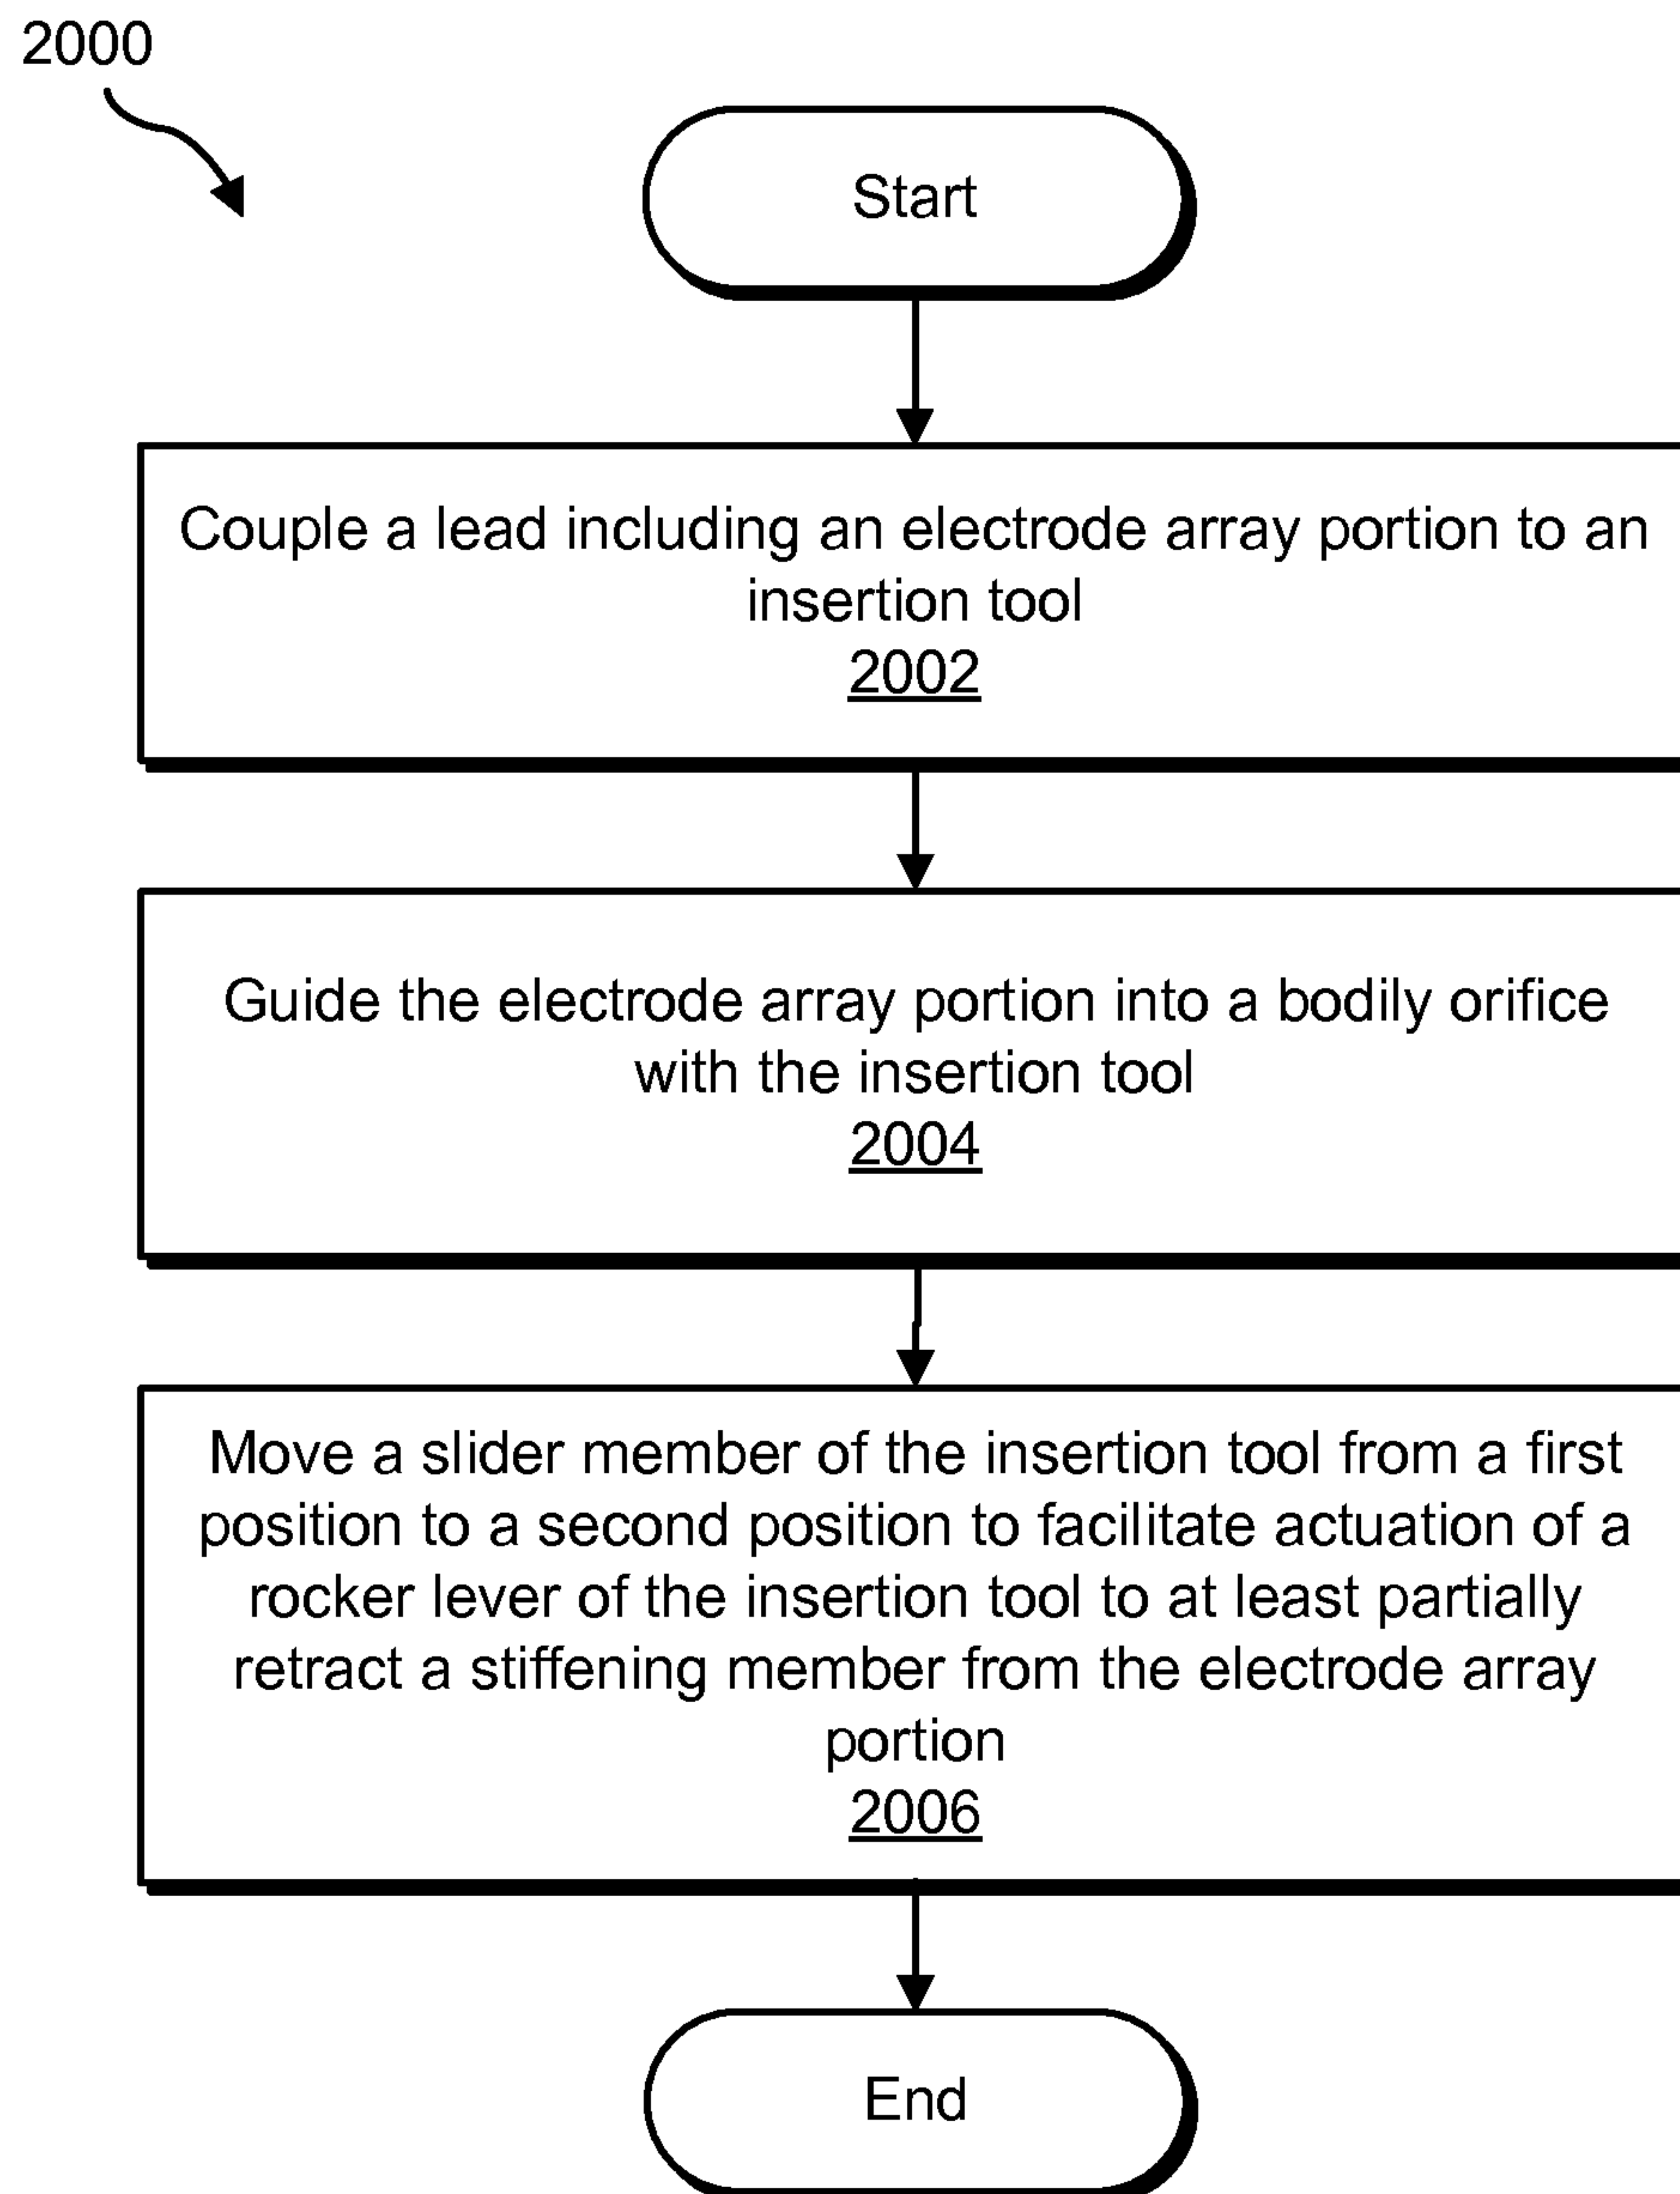 2000
Start
Couple a lead including an electrode array portion to an
insertion tool
2002
Guide the electrode array portion into a bodily orifice
with the insertion tool
2004
Move a slider member of the insertion tool from a first
position to a second position to facilitate actuation of a
rocker lever of the insertion tool to at least partially
retract a stiffening member from the electrode array
portion
2006
End